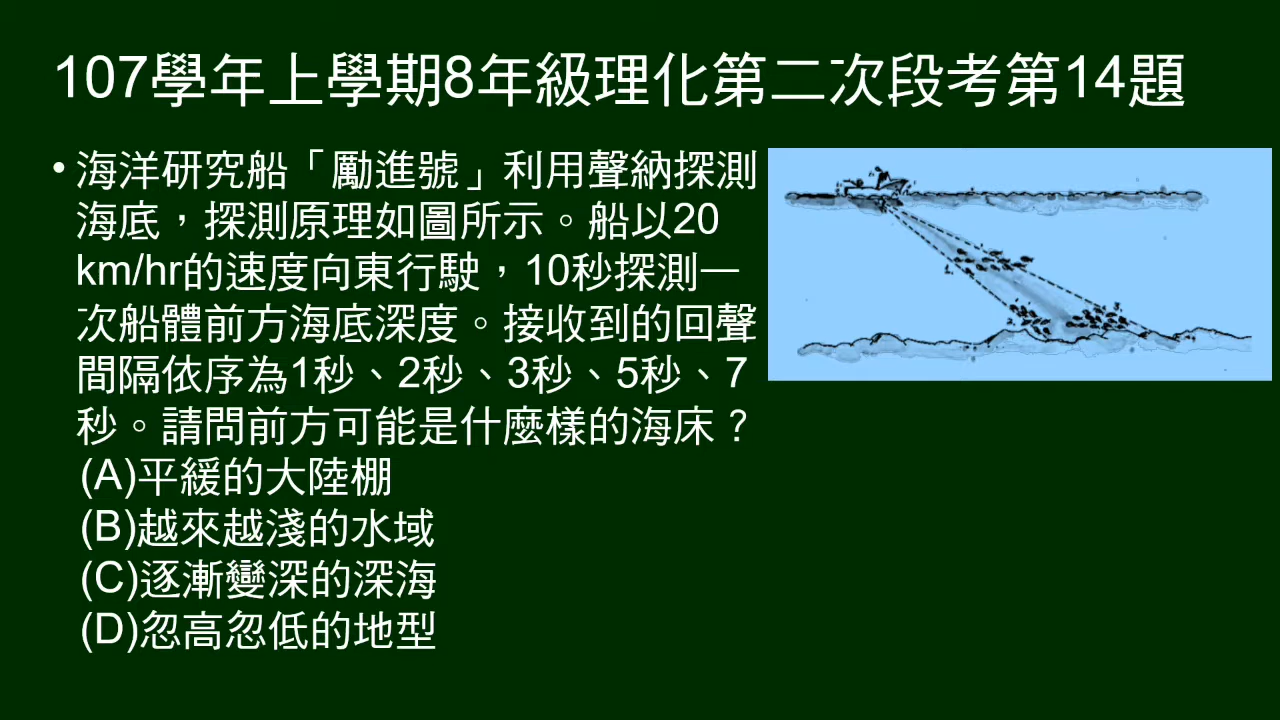 107學年上學期8年級理化第二次段考第14題
•海洋研究船「勵進號」利用聲納探測
海底，探測原理如圖所示。船以20
km/hr的速度向東行駛，10秒探測一
次船體前方海底深度。接收到的回聲
間隔依序為1秒、2秒、3秒、5秒、7
秒。請問前方可能是什麼樣的海床？
(A)平緩的大陸棚
(B)越來越淺的水域
(C)逐漸變深的深海
(D)忽高忽低的地型